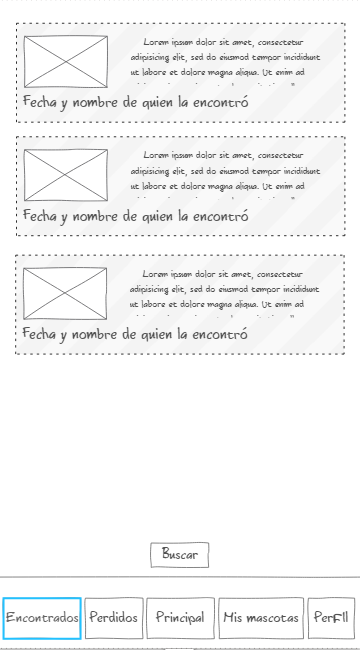 Lorem ipsum dolor sit amet, consectetur
adipisicing elit, sed do eiusmod tempor incididunt
ut labore et dolore magna aliqua. Ut enim ad
Fecha y nombre de quien la encontró
Lorem ipsum dolor sit amet, consectetur
adipisicing elit, sed do eiusmod tempor incididunt
ut labore et dolore magna aliqua. Ut enim ad
Fecha y nombre de quien la encontró
Lorem ipsum dolor sit amet, consectetur
adipisicing elit, sed do eiusmod tempor incididunt
ut labore et dolore magna aliqua. Ut enim ad
Fecha y nombre de quien la encontró
Buscar
Encontrados Perdidos Principal Mis mascotas PerfIl